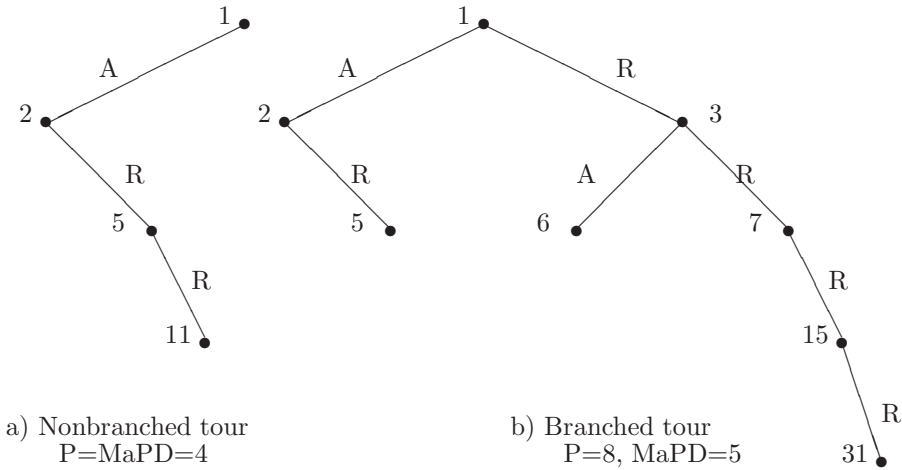 1
1
A
A
R
2
2
3
R
R
A
R
5
5
6
7
R
R
11
15
R
a) Nonbranched tour
P=MaPD=4
b) Branched tour
P=8, MaPD=5
31